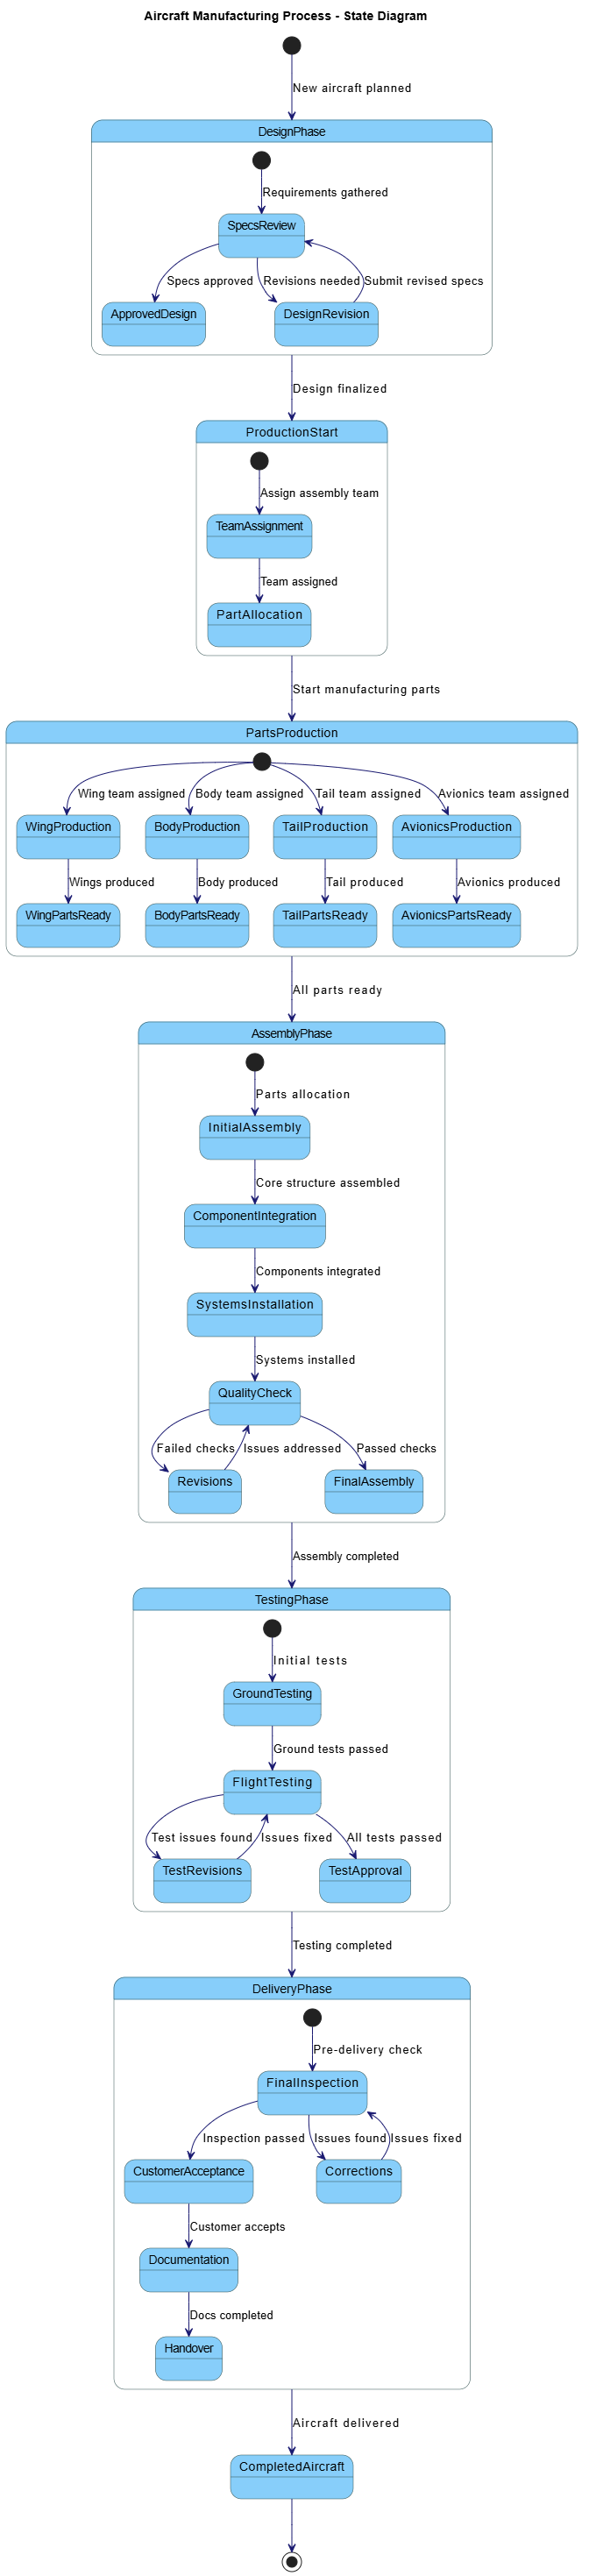 Aircraft Manufacturing Process - State Diagram
New aircraft planned
DesignPhase
Requirements gathered
SpecsReview
Specs approved
Revisions needed
Submit revised specs
ApprovedDesign
DesignRevision
Design finalized
ProductionStart
Assign assembly team
TeamAssignment
Team assigned
PartAllocation
Start manufacturing parts
PartsProduction
Wing team assigned
Body team assigned
Tail team assigned
Avionics team assigned
WingProduction
BodyProduction
TailProduction
AvionicsProduction
Wings produced
Body produced
Tail produced
Avionics produced
WingPartsReady
BodyPartsReady
TailPartsReady
AvionicsPartsReady
All parts ready
AssemblyPhase
Parts allocation
InitialAssembly
Core structure assembled
ComponentIntegration
Components integrated
SystemsInstallation
Systems installed
QualityCheck
Failed checks
Issues addressed
Passed checks
Revisions
FinalAssembly
Assembly completed
TestingPhase
Initial tests
GroundTesting
Ground tests passed
FlightTesting
Test issues found
Issues fixed
All tests passed
TestRevisions
TestApproval
Testing completed
DeliveryPhase
Pre-delivery check
FinalInspection
Inspection passed
Issues found
Issues fixed
CustomerAcceptance
Corrections
Customer accepts
Documentation
Docs completed
Handover
Aircraft delivered
CompletedAircraft